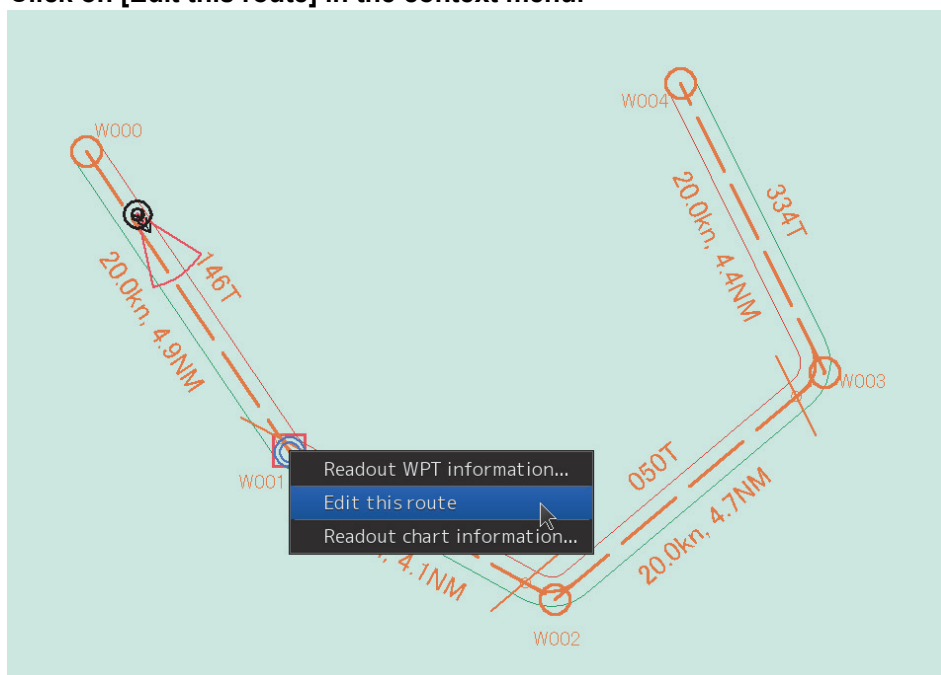 Click on [Edit this route] in the context menu.
W000
W004
146T
20.0kn, 4.9NM
334T
20.0kn, 4.4NM
W003
W001
Readout WPT information...
Edit this route
Readout chart information...
050T
20.0kn, 4.7NM
4.1NM
W002